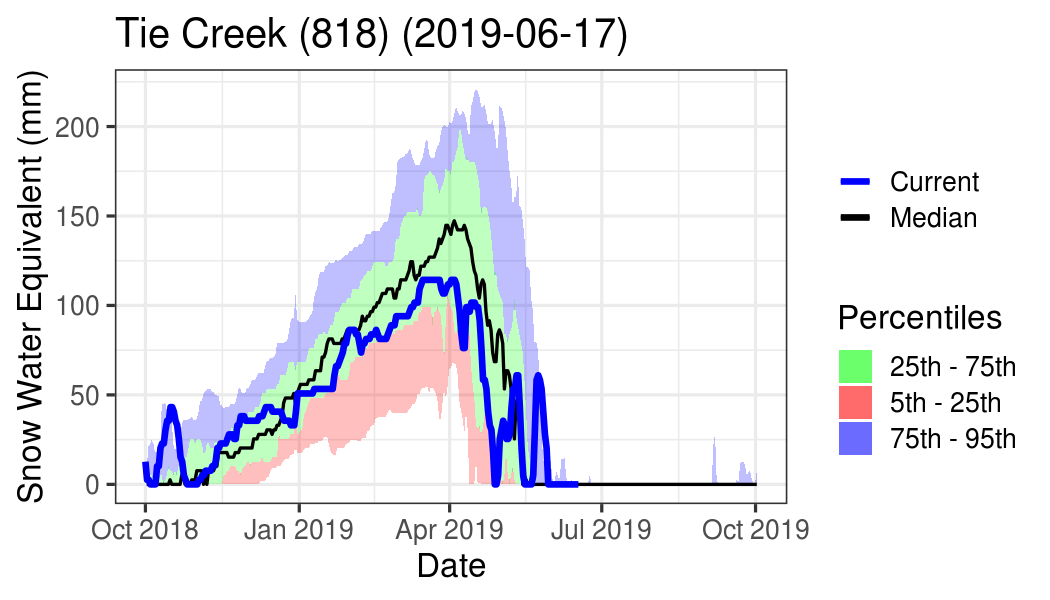 Tie Creek (818) (2019-06-17)
Snow Water Equivalent (mm)
200
150
100
50
0
Oct 2018 Jan 2019 Apr 2019 Jul 2019 Oct 2019
Date
Current
Median
Percentiles
25th - 75th
5th - 25th
75th - 95th